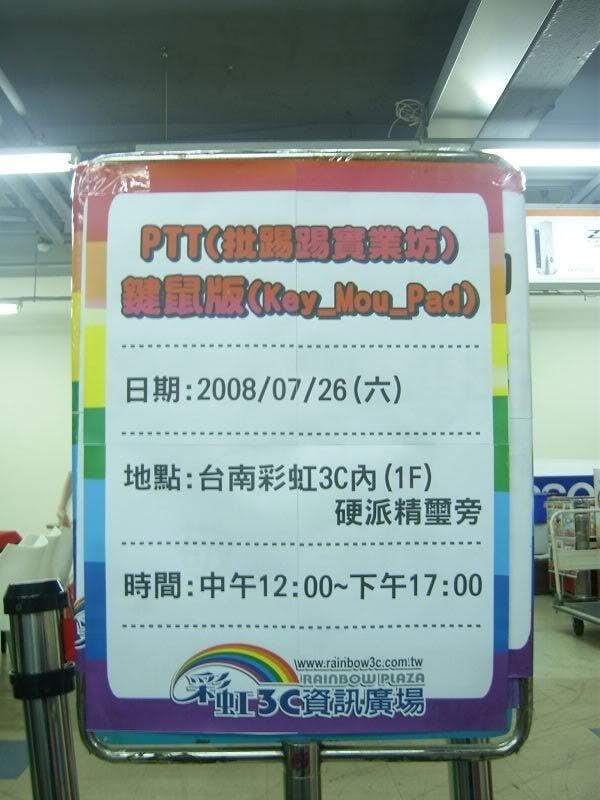 PTT(批踢踢實業坊)
鍵鼠版(Key_Mou_Pad)
日期:2008/07/26(六)
地點:台南彩虹3C內(1F)
硬派精璽旁
時間:中午12:00~下午17:00
www.rainbow3c.com.tw
RAINBOW PLAZA
彩虹3C資訊廣場